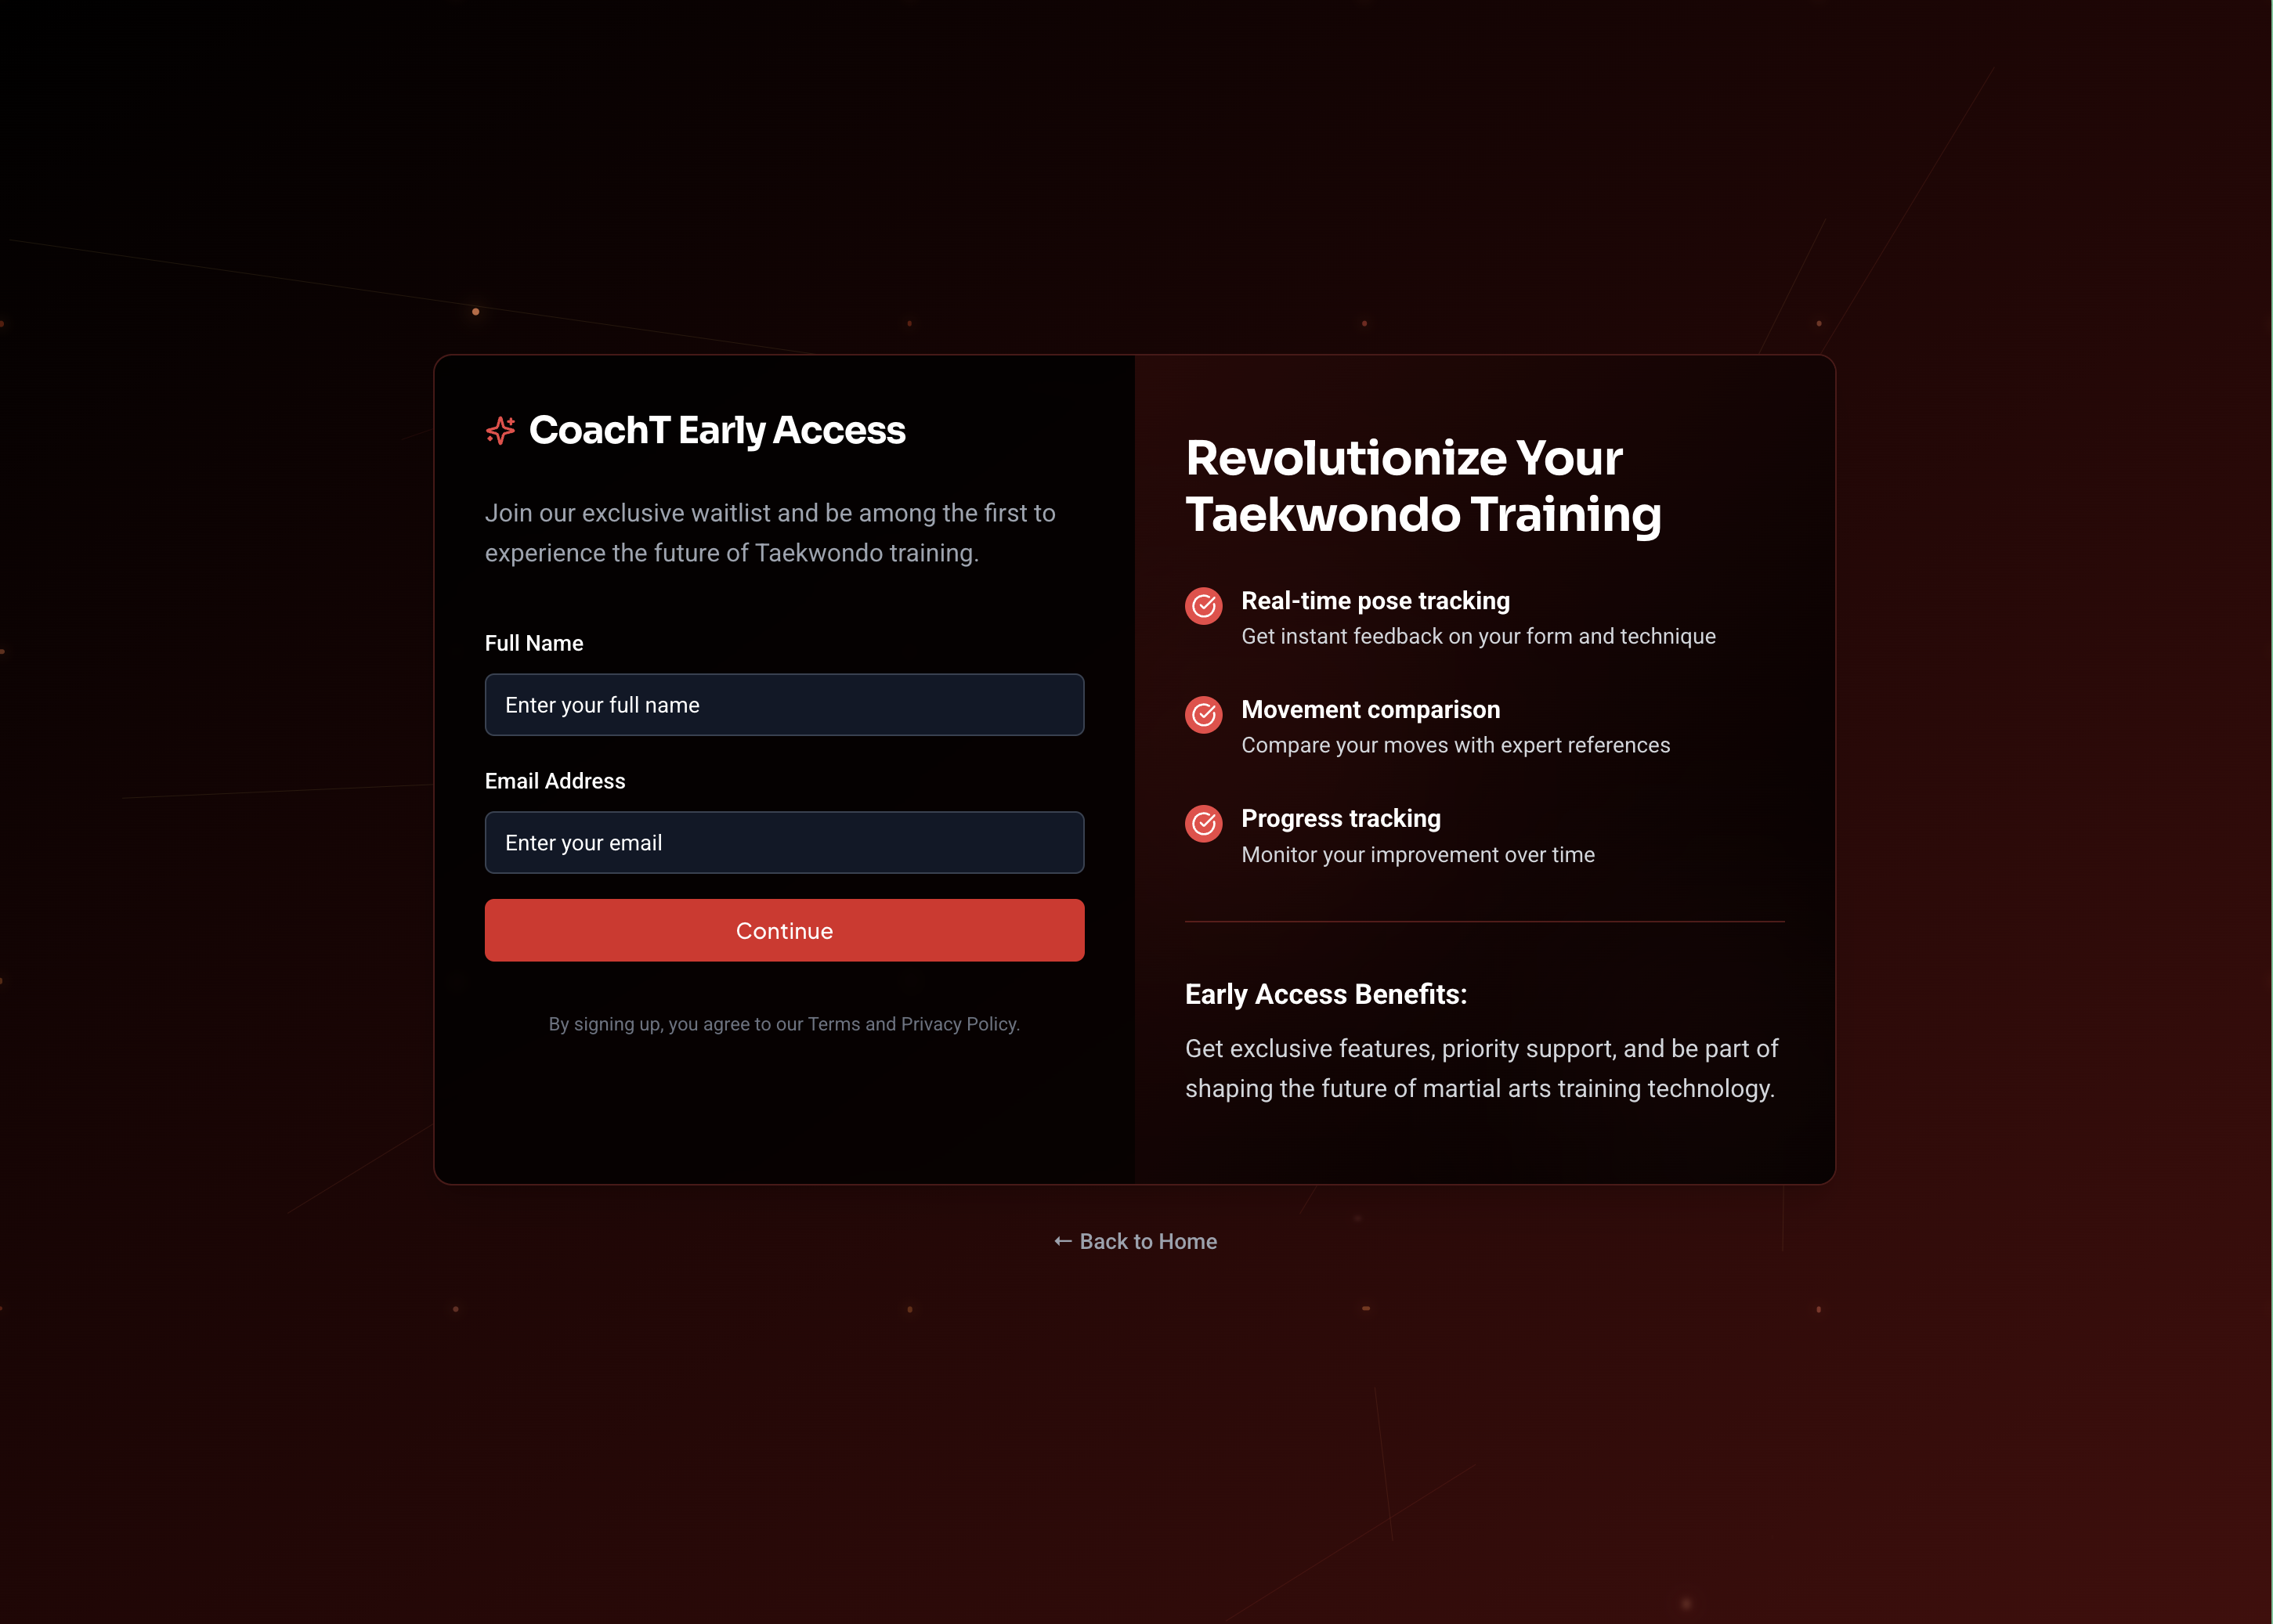 CoachT Early Access
Join our exclusive waitlist and be among the first to
experience the future of Taekwondo training.
Full Name
Enter your full name
Email Address
Enter your email
Continue
By signing up, you agree to our Terms and Privacy Policy.
Revolutionize Your
Taekwondo Training
Real-time pose tracking
Get instant feedback on your form and technique
Movement comparison
Compare your moves with expert references
Progress tracking
Monitor your improvement over time
Early Access Benefits:
Get exclusive features, priority support, and be part of
shaping the future of martial arts training technology.
← Back to Home